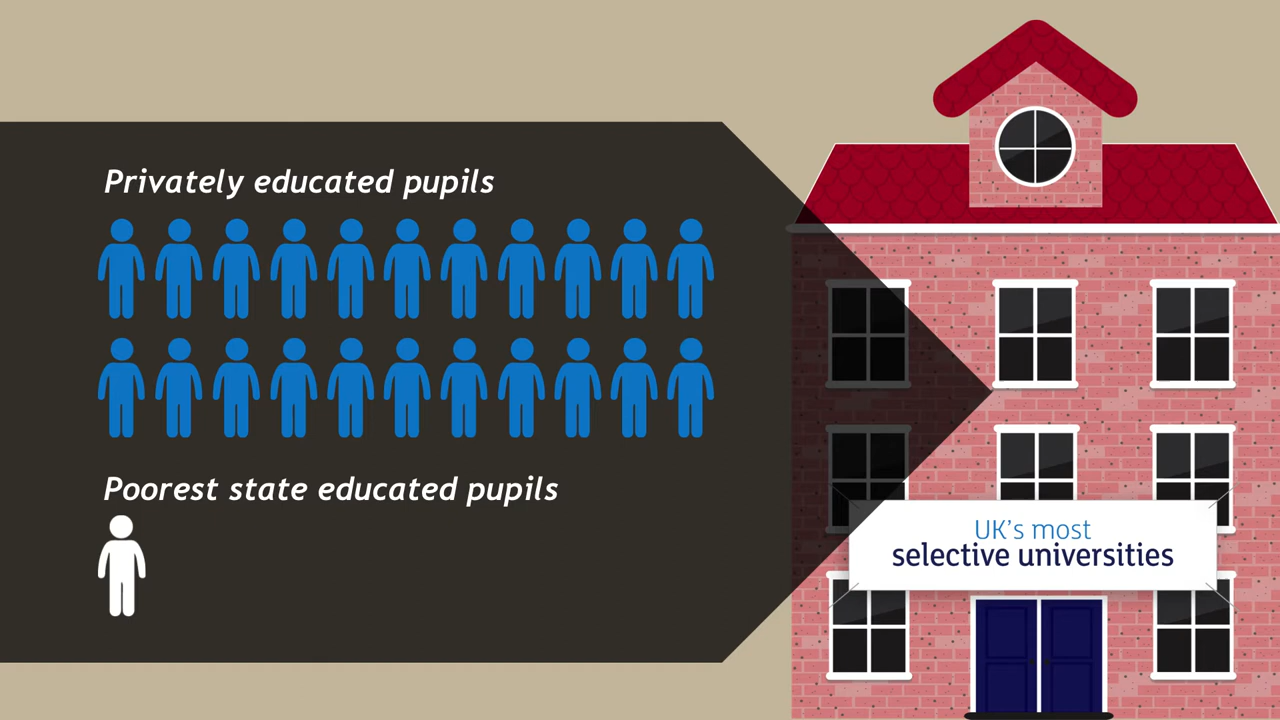 Privately educated pupils
Poorest state educated pupils
UK's most
selective universities